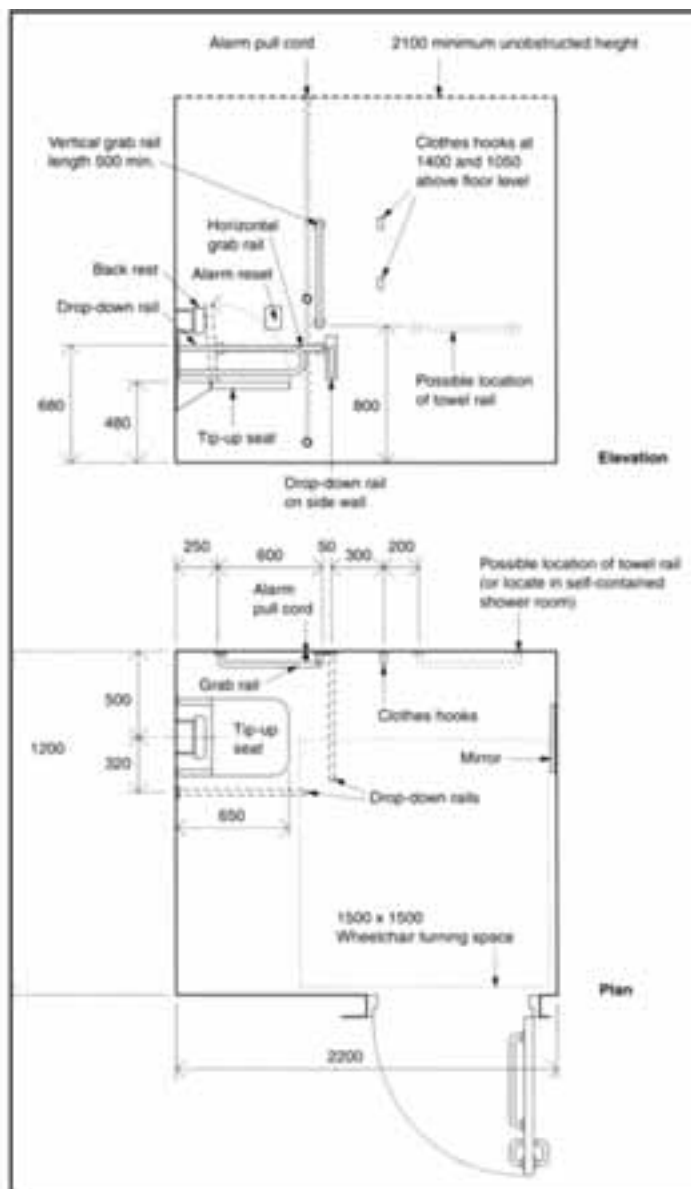 Alarm pull cord
2100 minimum unobstructed height
Vertical grab rail
length 500 min.
Clothes hooks at
1400 and 1050
above floor level
Horizontal
grab rail
Back rest
Alarm reset
Drop-down rail
Possible location
of towel rail
680
480
800
Tip-up seat
Elevation
Drop-down rail
on side wall
250
600
50
300
200
Possible location of towel rail
(or locate in self-contained
shower room)
Alarm
pull cord
Grab rail
500
Clothes hooks
Tip-up
seat
1200
320
Mirror
Drop-down rails
650
1500 x 1500
Wheelchair turning space
Plan
2200